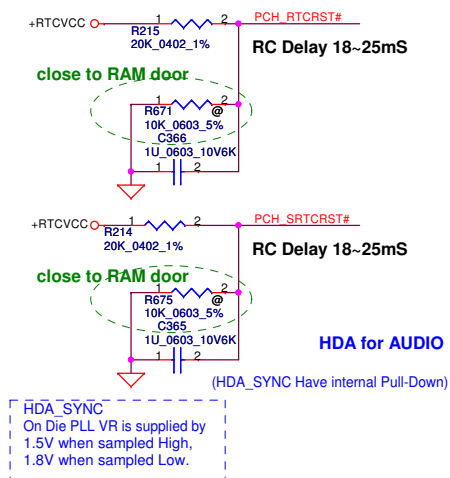 +RTCVCC 1 2 PCH_RTCRST#
R215
20K_0402_1%
RC Delay 18~25mS
close to RAM door
1 2
R671 @
10K_0603_5%
C366
1U_0603_10V6K
1 2
+RTCVCC 1 2 PCH_SRTCRST#
R214
20K_0402_1%
RC Delay 18~25mS
close to RAM door
1 2
R675 @
10K_0603_5%
C365
1U_0603_10V6K
1 2
HDA for AUDIO
(HDA_SYNC Have internal Pull-Down)
HDA_SYNC
On Die PLL VR is supplied by
1.5V when sampled High,
1.8V when sampled Low.